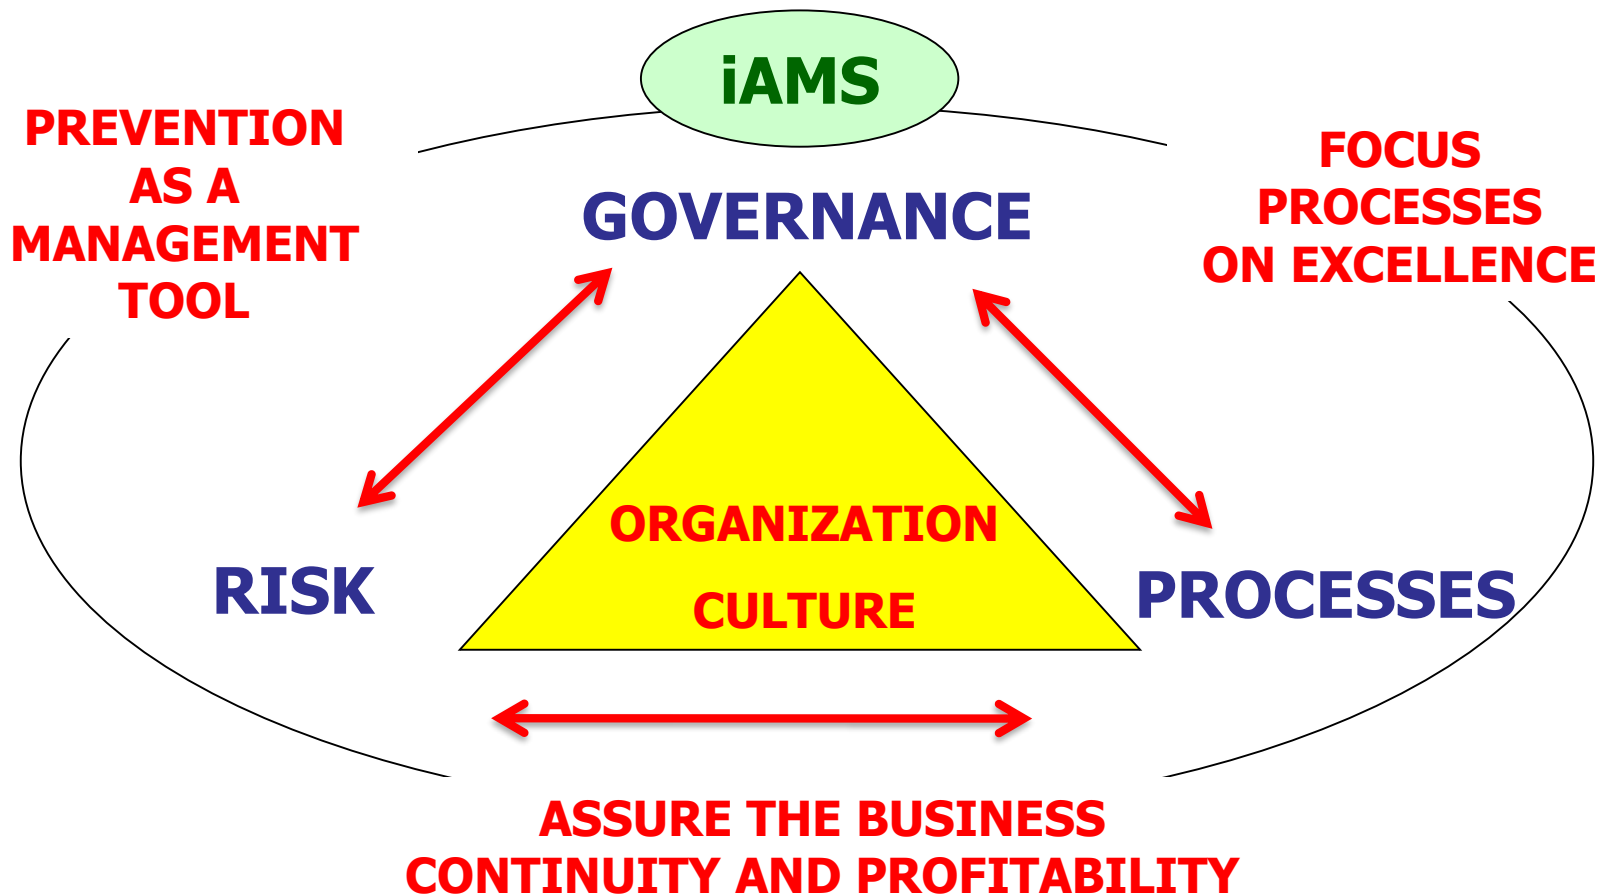 iAMS
PREVENTION
AS A
MANAGEMENT
TOOL
FOCUS
PROCESSES
ON EXCELLENCE
GOVERNANCE
ORGANIZATION
CULTURE
RISK
PROCESSES
ASSURE THE BUSINESS
CONTINUITY AND PROFITABILITY